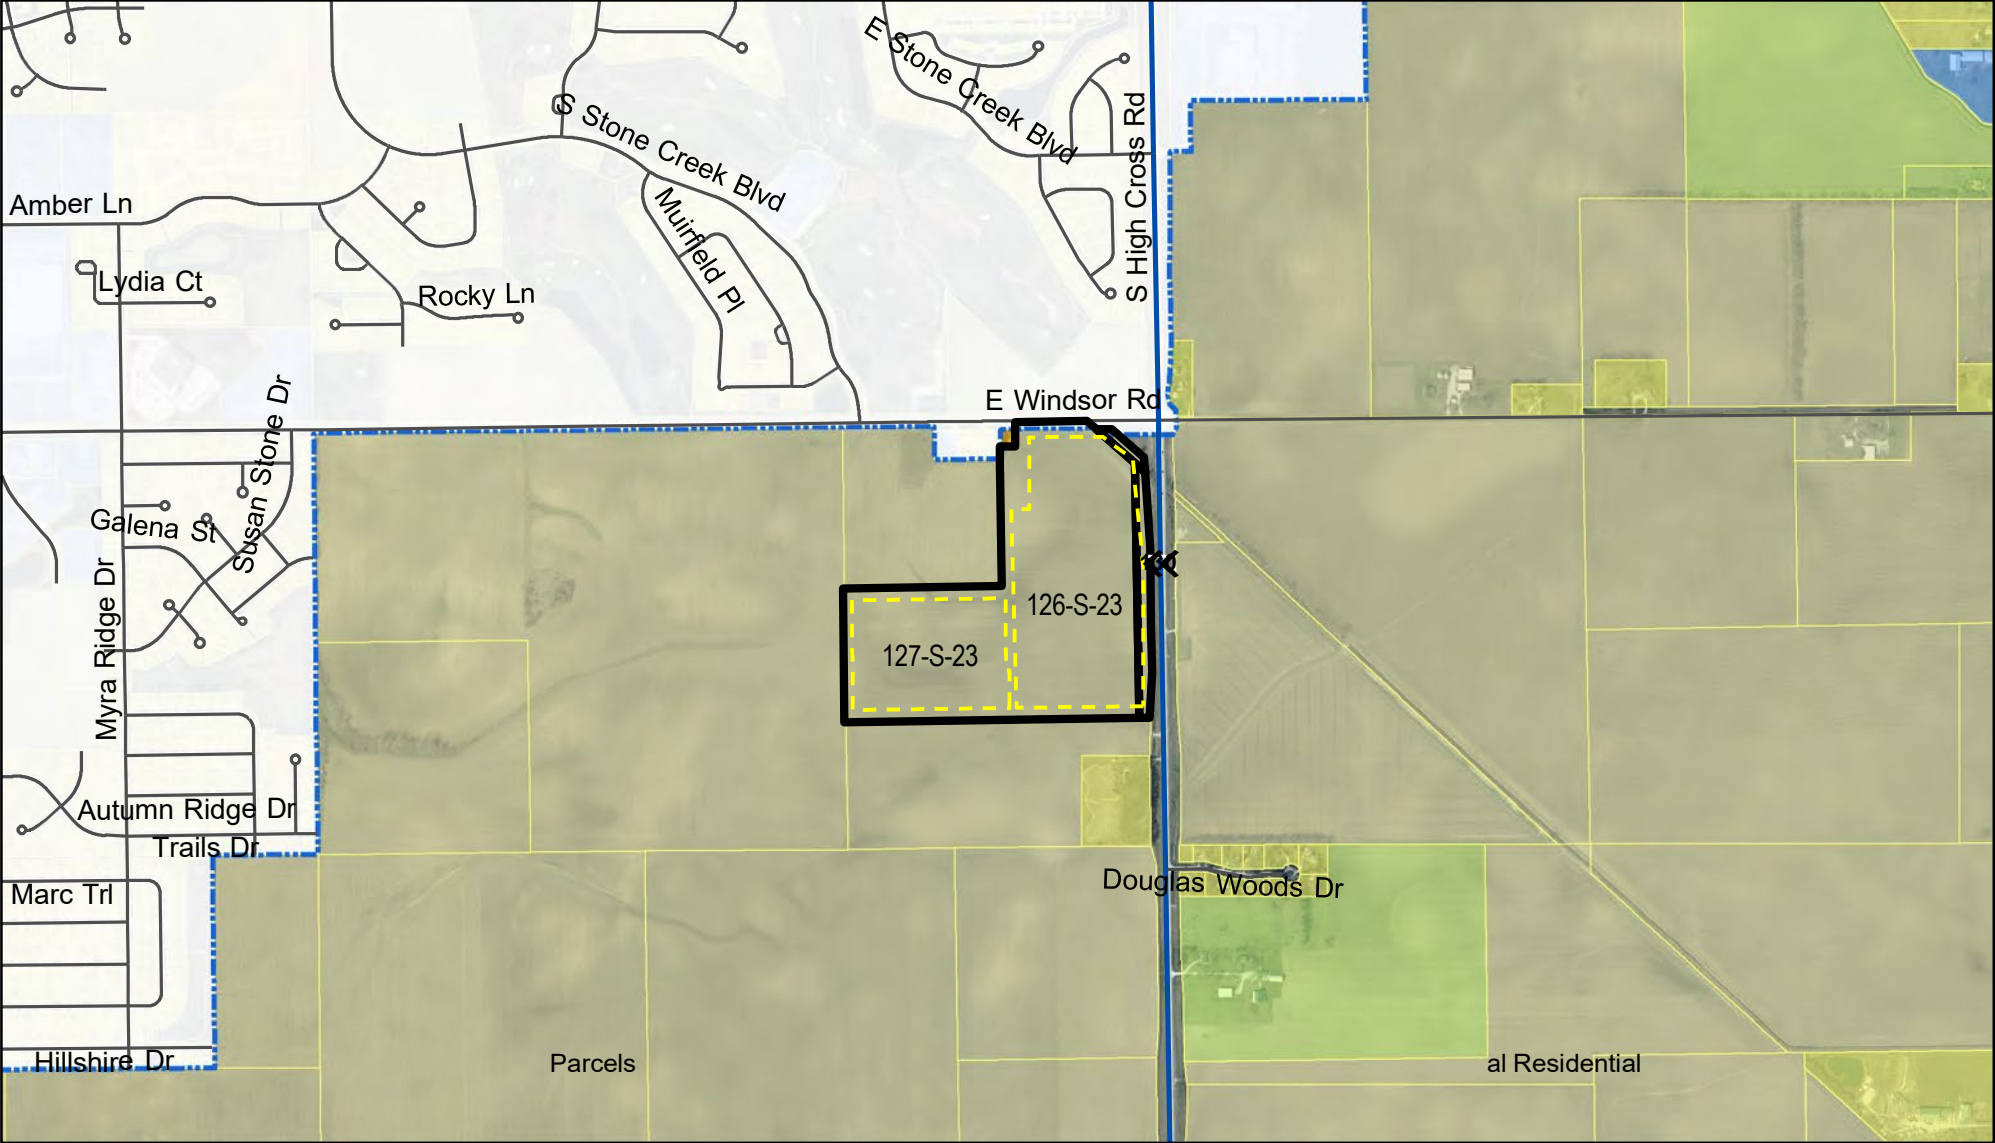 E Stone Creek Blvd
S Stone Creek Blvd
S High Cross Rd
Amber Ln
Muirfield Pl
Lydia Ct
Rocky Ln
E Windsor Rd
Susan Stone Dr
Galena St
Myra Ridge Dr
126-S-23
127-S-23
Autumn Ridge Dr
Trails Dr
Douglas Woods Dr
Marc Trl
Hillshire Dr
Parcels
al Residential